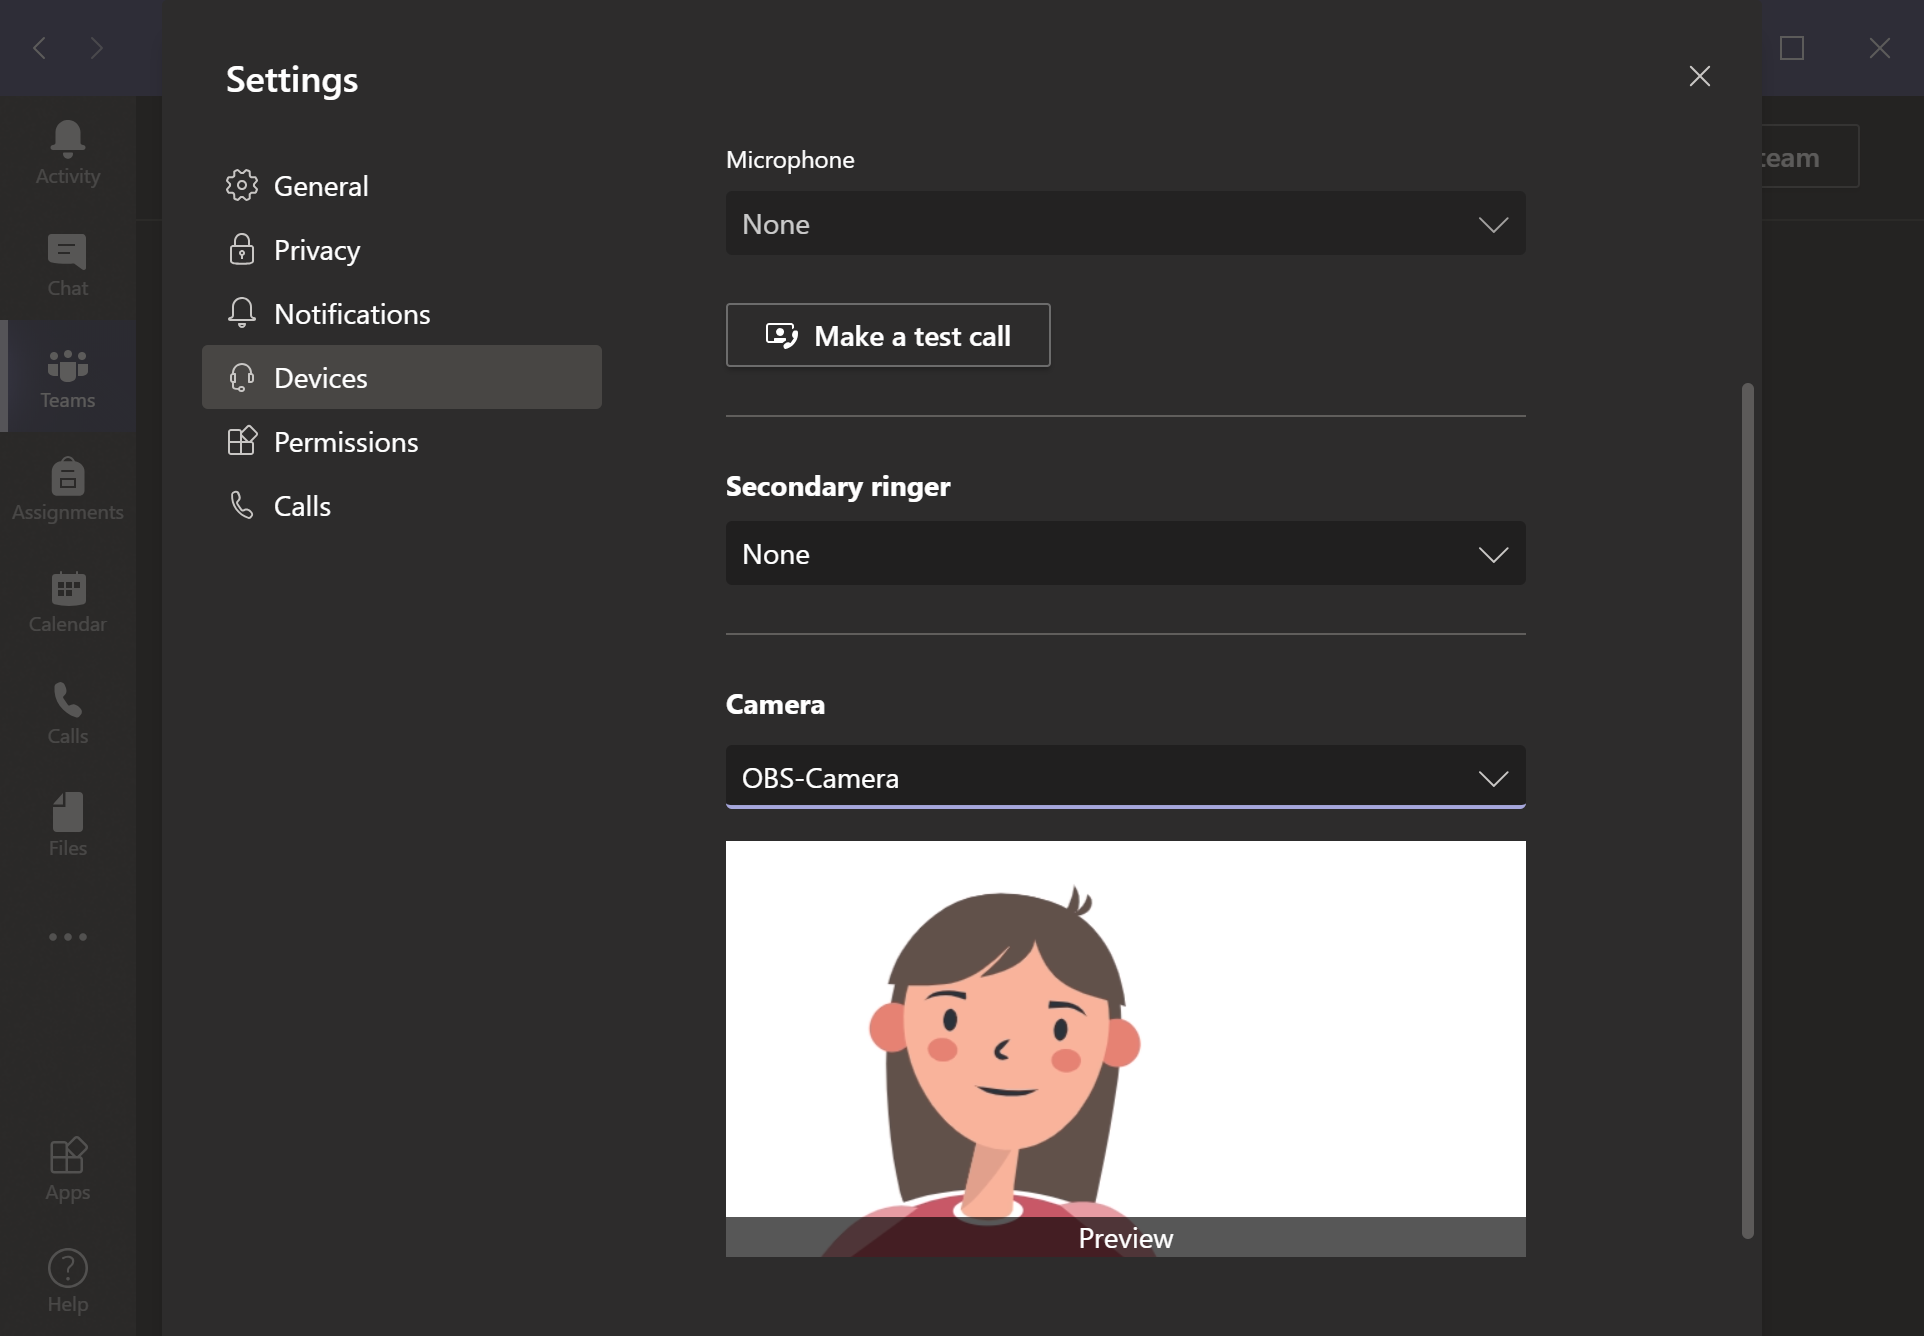 Settings
team
Activity
Chat
Teams
Assignments
Calendar
Calls
Files
Apps
Help
General
Privacy
Notifications
Devices
Permissions
Calls
Microphone
None
Make a test call
Secondary ringer
None
Camera
OBS-Camera
Preview